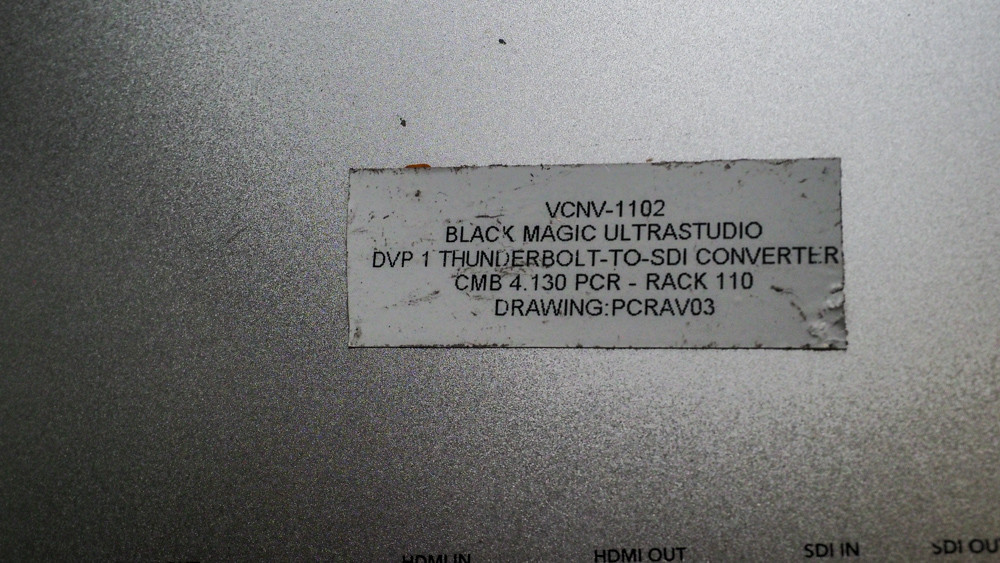 VCNV-1102
BLACK MAGIC ULTRASTUDIO
DVP 1 THUNDERBOLT-TO-SDI CONVERTER
CMB 4.130 PCR - RACK 110
DRAWING:PCRAV03
HDMI IN HDMI OUT SDI IN SDI OU